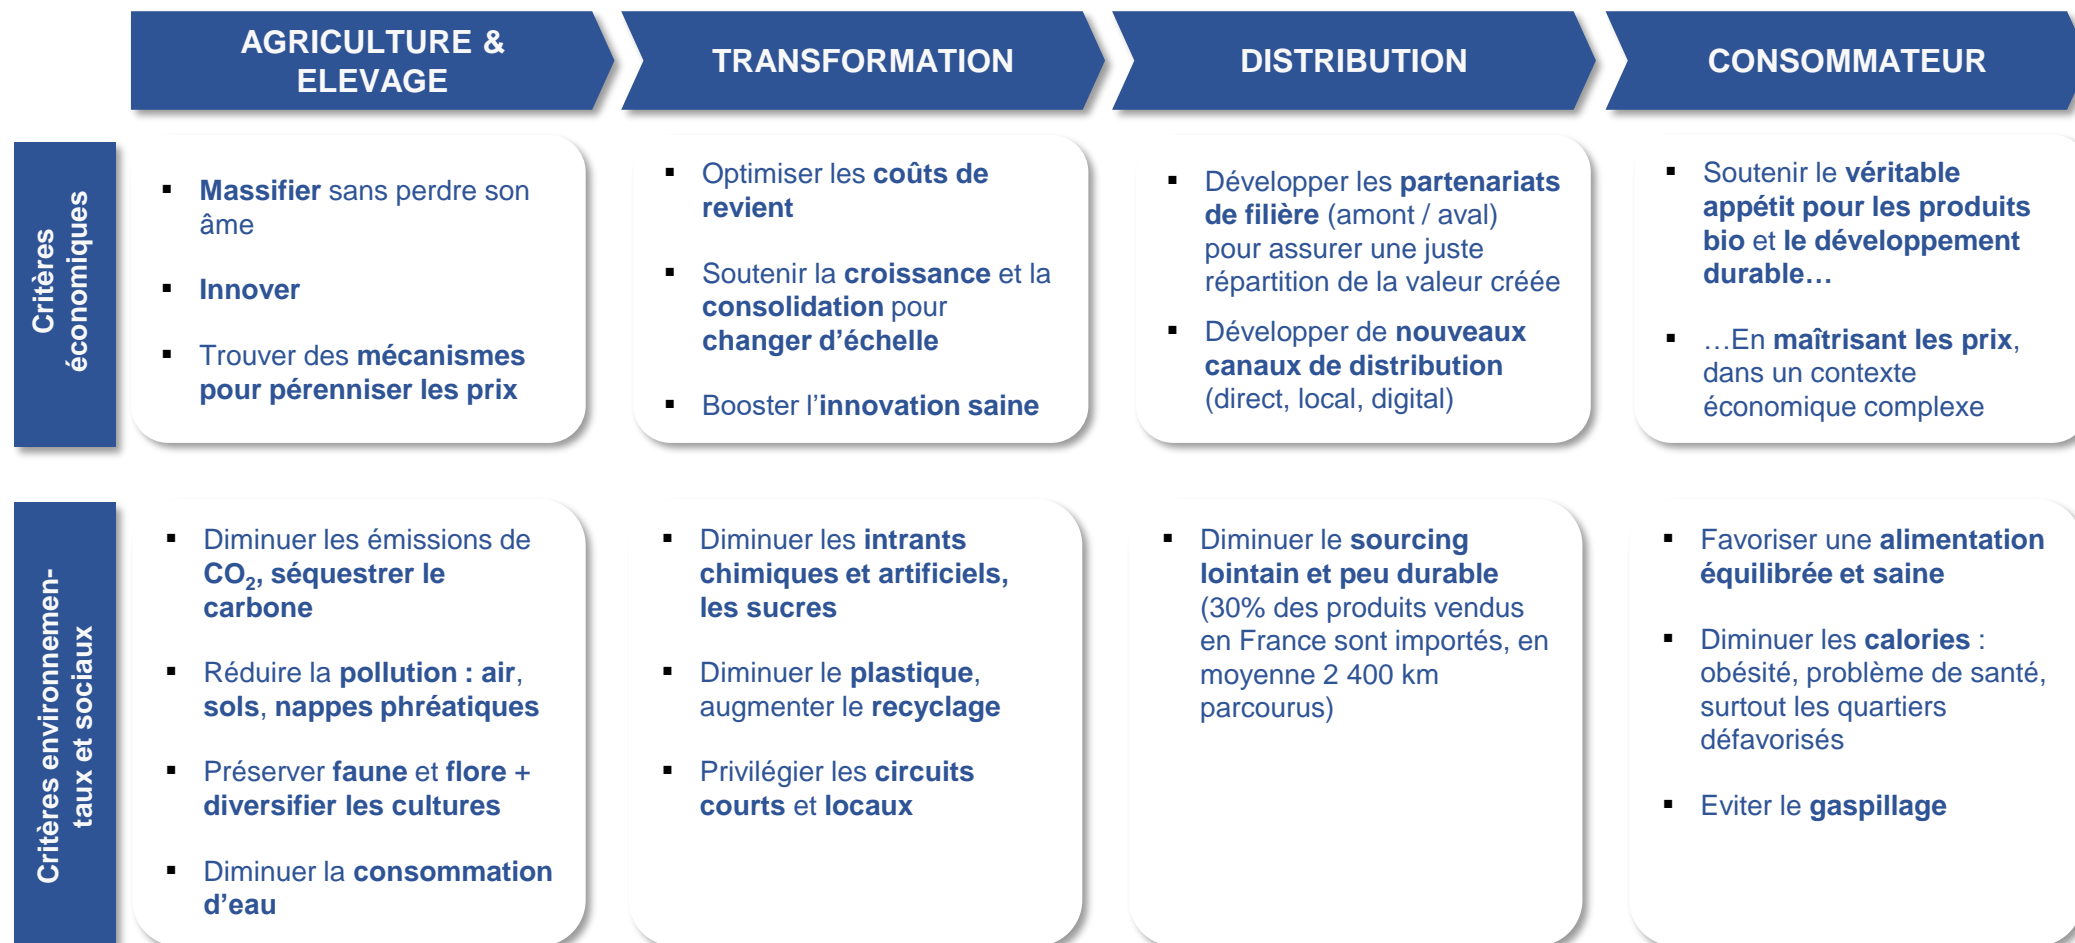 AGRICULTURE &
ELEVAGE
TRANSFORMATION
DISTRIBUTION
CONSOMMATEUR
Critères
économiques
▪ Massifier sans perdre son
âme
▪ Innover
▪ Trouver des mécanismes
pour pérenniser les prix
▪ Optimiser les coûts de
revient
▪ Soutenir la croissance et la
consolidation pour
changer d’échelle
▪ Booster l’innovation saine
▪ Développer les partenariats
de filière (amont / aval)
pour assurer une juste
répartition de la valeur créée
▪ Développer de nouveaux
canaux de distribution
(direct, local, digital)
▪ Soutenir le véritable
appétit pour les produits
bio et le développement
durable…
▪ …En maîtrisant les prix,
dans un contexte
économique complexe
Critères environnemen-
taux et sociaux
▪ Diminuer les émissions de
CO₂, séquestrer le
carbone
▪ Réduire la pollution : air,
sols, nappes phréatiques
▪ Préserver faune et flore +
diversifier les cultures
▪ Diminuer la consommation
d’eau
▪ Diminuer les intrants
chimiques et artificiels,
les sucres
▪ Diminuer le plastique,
augmenter le recyclage
▪ Privilégier les circuits
courts et locaux
▪ Diminuer le sourcing
lointain et peu durable
(30% des produits vendus
en France sont importés, en
moyenne 2 400 km
parcourus)
▪ Favoriser une alimentation
équilibrée et saine
▪ Diminuer les calories :
obésité, problème de santé,
surtout les quartiers
défavorisés
▪ Eviter le gaspillage